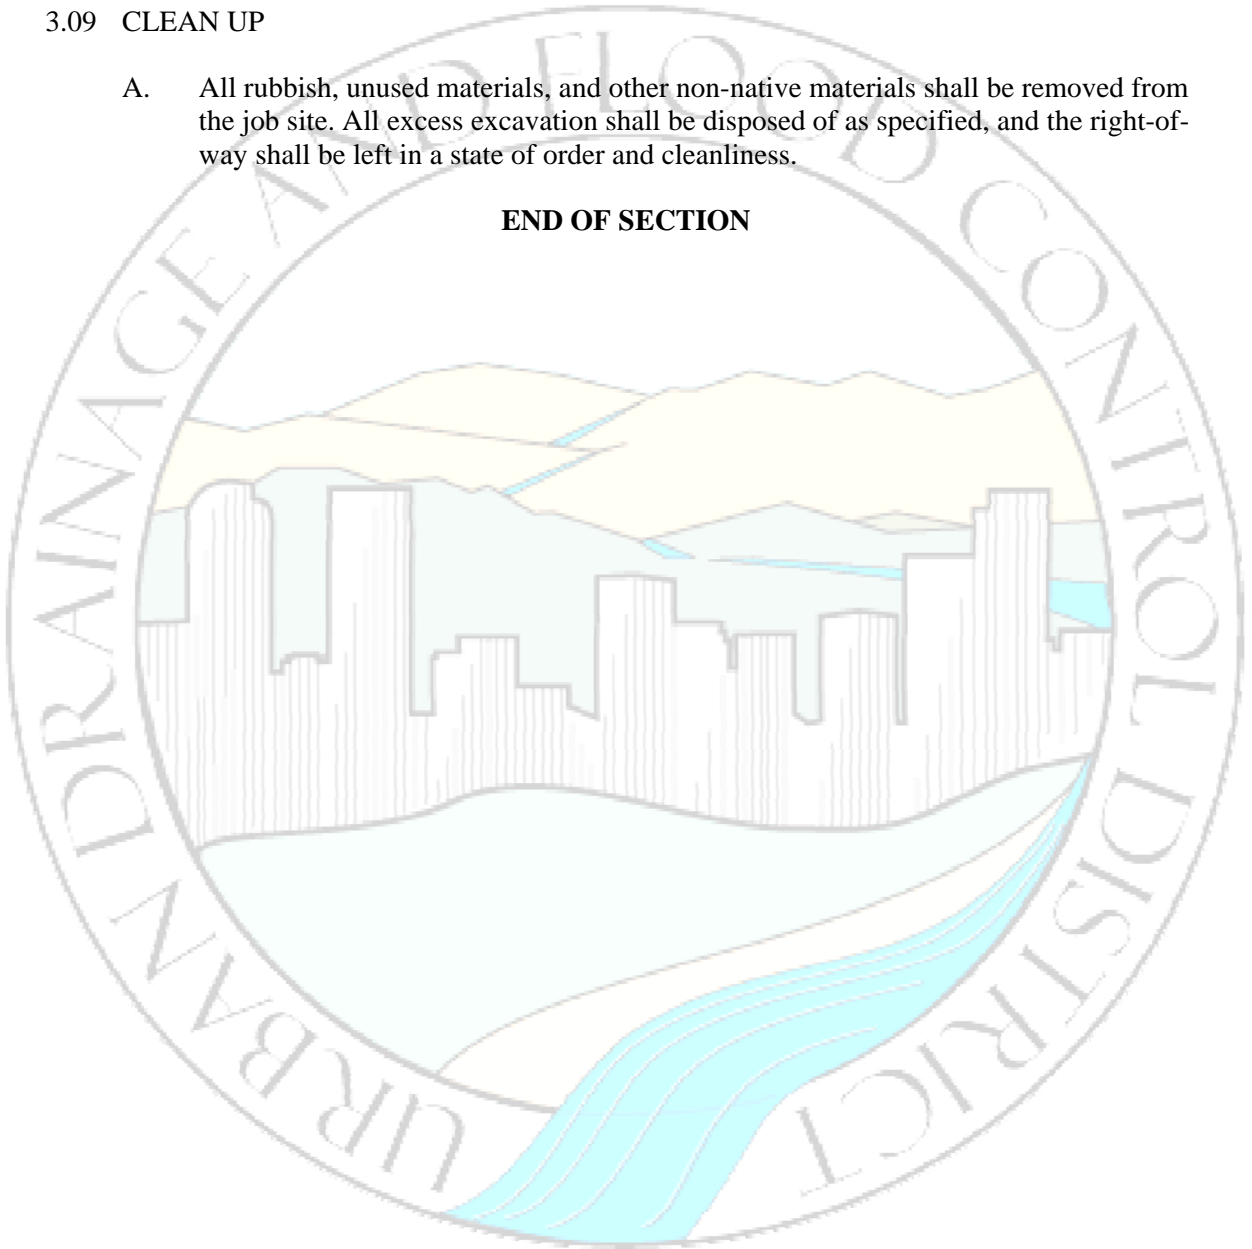 3.09 CLEAN UP
A. All rubbish, unused materials, and other non-native materials shall be removed from
the job site. All excess excavation shall be disposed of as specified, and the right-of-
way shall be left in a state of order and cleanliness.
END OF SECTION
URBAN DRAINAGE AND FLOOD CONTROL DISTRICT